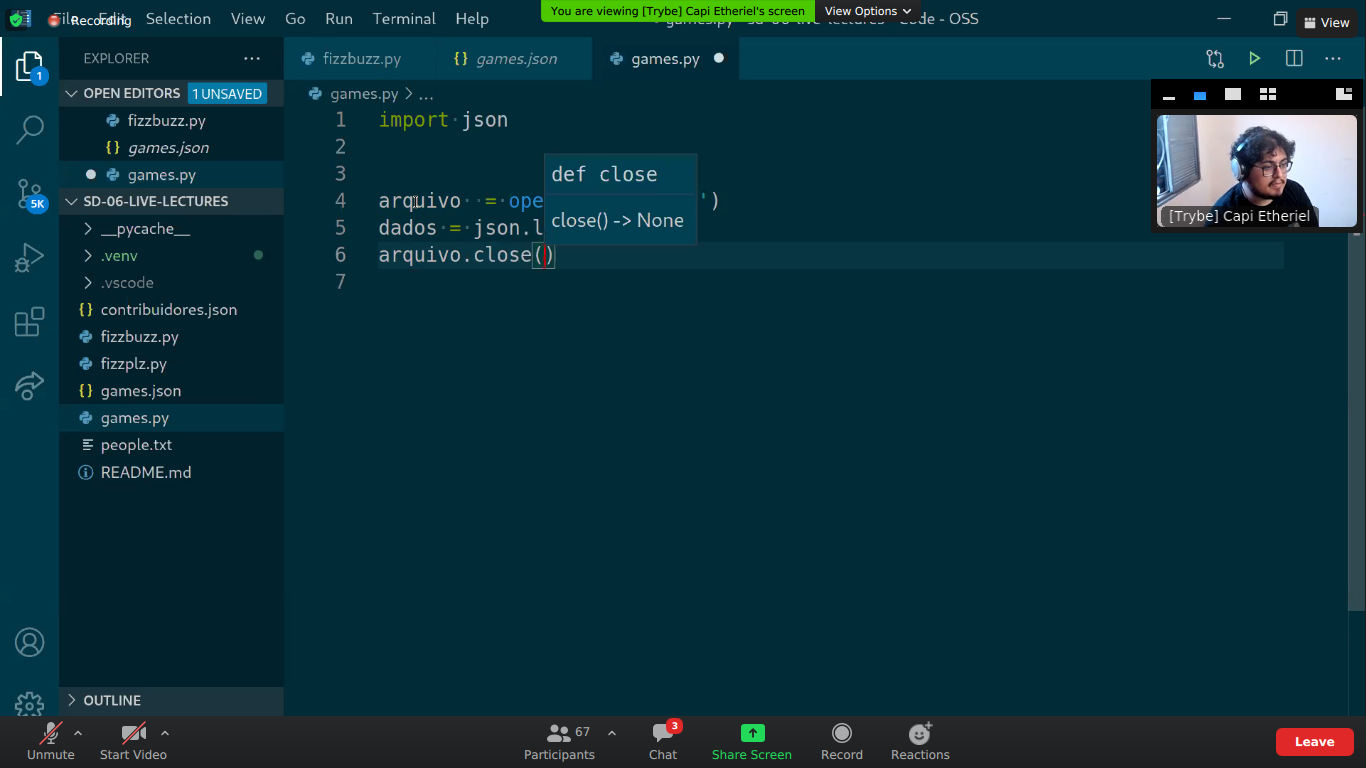 File Edit Selection View Go Run Terminal Help
Recording
You are viewing [Trybe] Capi Etheriel's screen
View Options
games.py - sd-06-live-lectures - Code - OSS
View
EXPLORER
OPEN EDITORS 1 UNSAVED
fizzbuzz.py
games.json
games.py
SD-06-LIVE-LECTURES
__pycache__
.venv
.vscode
contribuidores.json
fizzbuzz.py
fizzplz.py
games.json
games.py
people.txt
README.md
OUTLINE
1
5K
fizzbuzz.py
games.json
games.py
games.py > ...
1 import json
2
3
4 arquivo = ope ')
5 dados = json.l
6 arquivo.close()
7
def close
close() -> None
[Trybe] Capi Etheriel
Unmute
Start Video
67
Participants
3
Chat
Share Screen
Record
Reactions
Leave